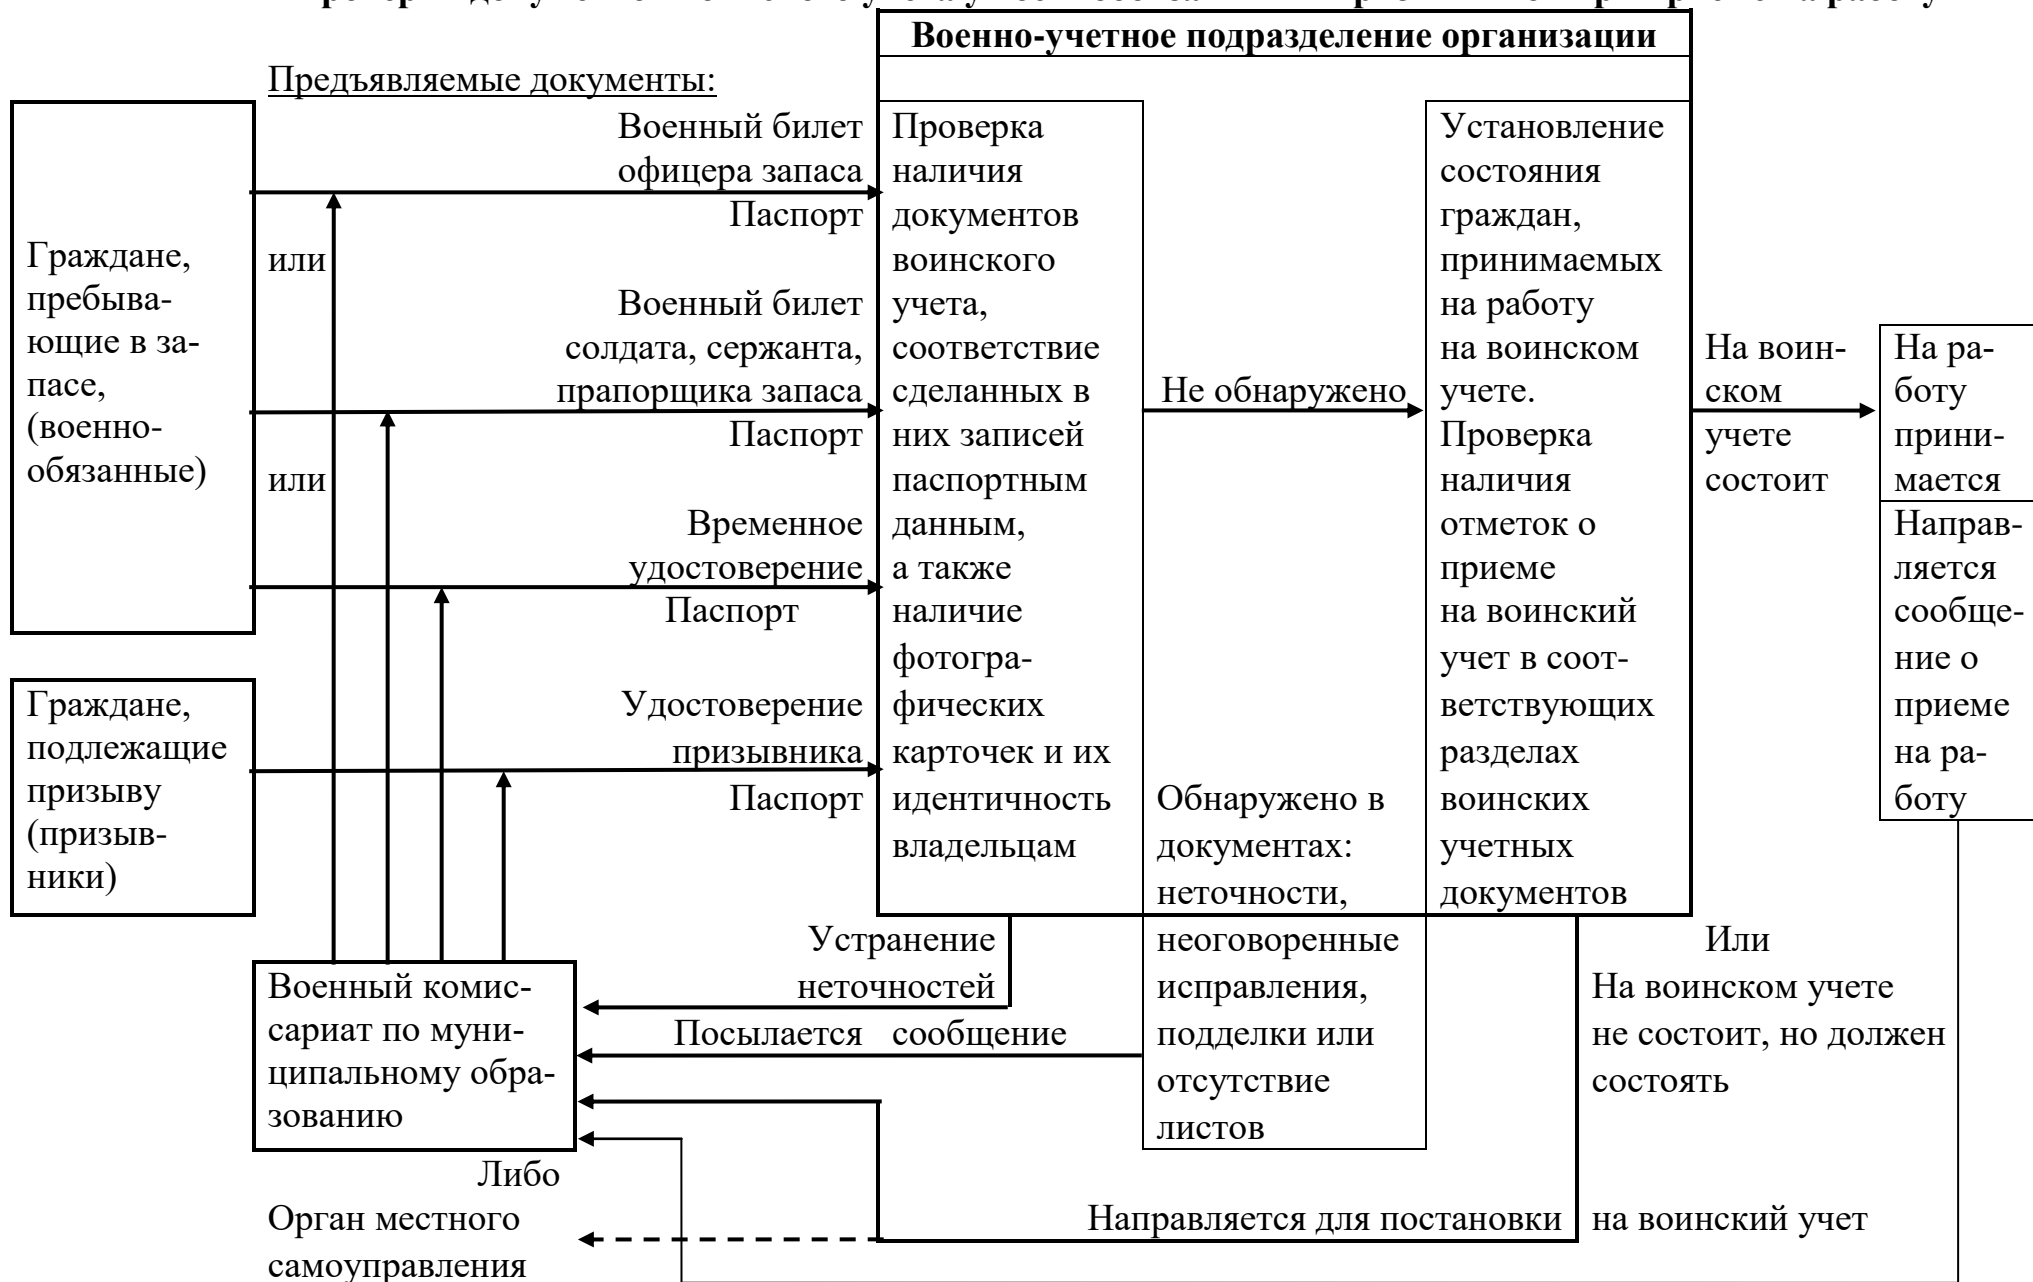 Военно-учетное подразделение организации
Предъявляемые документы:
Граждане,
пребыва-
ющие в за-
пасе,
(военно-
обязанные)
или
или
Военный билет
офицера запаса
Паспорт
Военный билет
солдата, сержанта,
прапорщика запаса
Паспорт
Временное
удостоверение
Паспорт
Граждане,
подлежащие
призыву
(призыв-
ники)
Удостоверение
призывника
Паспорт
Проверка
наличия
документов
воинского
учета,
соответствие
сделанных в
них записей
паспортным
данным,
а также
наличие
фотогра-
фических
карточек и их
идентичность
владельцам
Не обнаружено
Обнаружено в
документах:
неточности,
неоговоренные
исправления,
подделки или
отсутствие
листов
Установление
состояния
граждан,
принимаемых
на работу
на воинском
учете.
Проверка
наличия
отметок о
приеме
на воинский
учет в соот-
ветствующих
разделах
воинских
учетных
документов
На воин-
ском
учете
состоит
На ра-
боту
прини-
мается
Направ-
ляется
сообще-
ние о
приеме
на ра-
боту
Устранение
неточностей
Посылается сообщение
Военный комис-
сариат по муни-
ципальному обра-
зованию
Или
На воинском учете
не состоит, но должен
состоять
Либо
Орган местного
самоуправления
Направляется для постановки на воинский учет